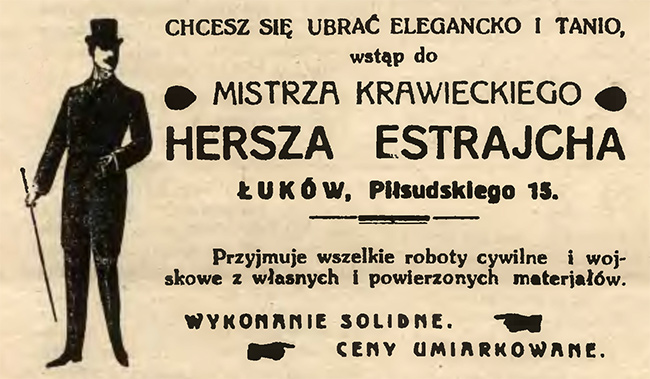 CHCESZ SIĘ UBRAĆ ELEGANCKO I TANIO,
wstąp do
MISTRZA KRAWIECKIEGO
HERSZA ESTRAJCHA
ŁUKÓW, Piłsudskiego 15.
Przyjmuje wszelkie roboty cywilne i woj-
skowe z własnych i powierzonych materjałów.
WYKONANIE SOLIDNE.
CENY UMIARKOWANE.